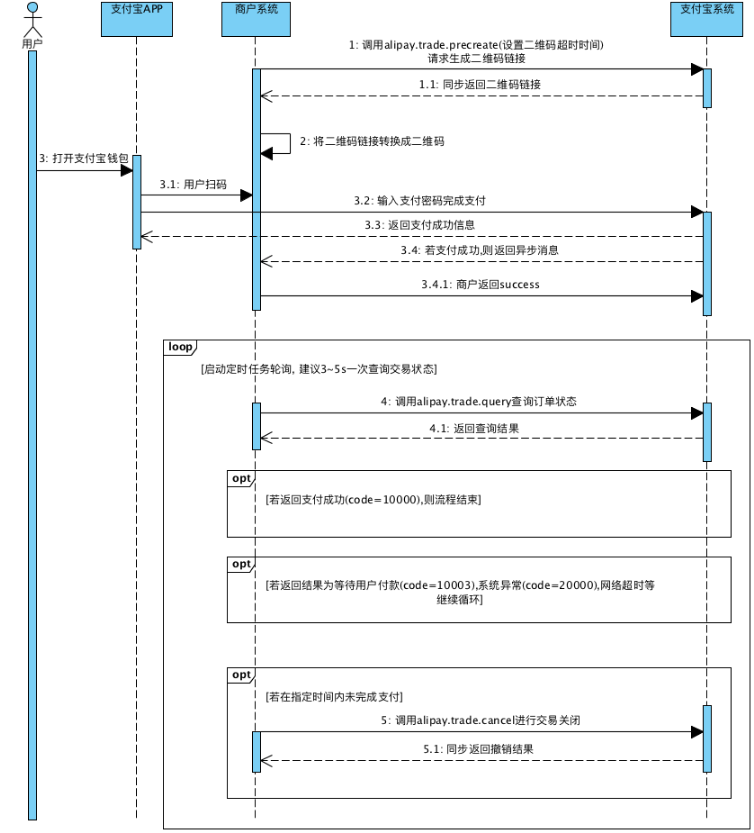 支付宝APP
商户系统
支付宝系统
用户
1: 调用alipay.trade.precreate(设置二维码超时时间)
请求生成二维码链接
1.1: 同步返回二维码链接
2: 将二维码链接转换成二维码
3: 打开支付宝钱包
3.1: 用户扫码
3.2: 输入支付密码完成支付
3.3: 返回支付成功信息
3.4: 若支付成功,则返回异步消息
3.4.1: 商户返回success
loop
[启动定时任务轮询, 建议3~5s一次查询交易状态]
4: 调用alipay.trade.query查询订单状态
4.1: 返回查询结果
opt
[若返回支付成功(code=10000),则流程结束]
opt
[若返回结果为等待用户付款(code=10003),系统异常(code=20000),网络超时等
继续循环]
opt
[若在指定时间内未完成支付]
5: 调用alipay.trade.cancel进行交易关闭
5.1: 同步返回撤销结果